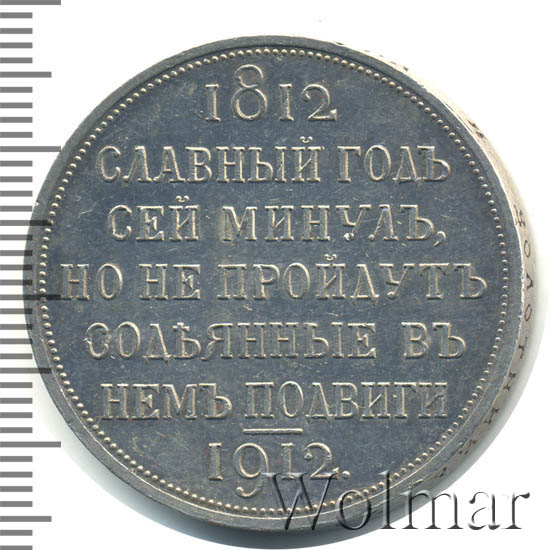 1812
СЛАВНЫЙ ГОДЪ
СЕЙ МИНУЛЪ,
НО НЕ ПРОЙДУТЪ
СОДѢЯННЫЕ ВЪ
НЕМЪ ПОДВИГИ
1912.
Wolmar